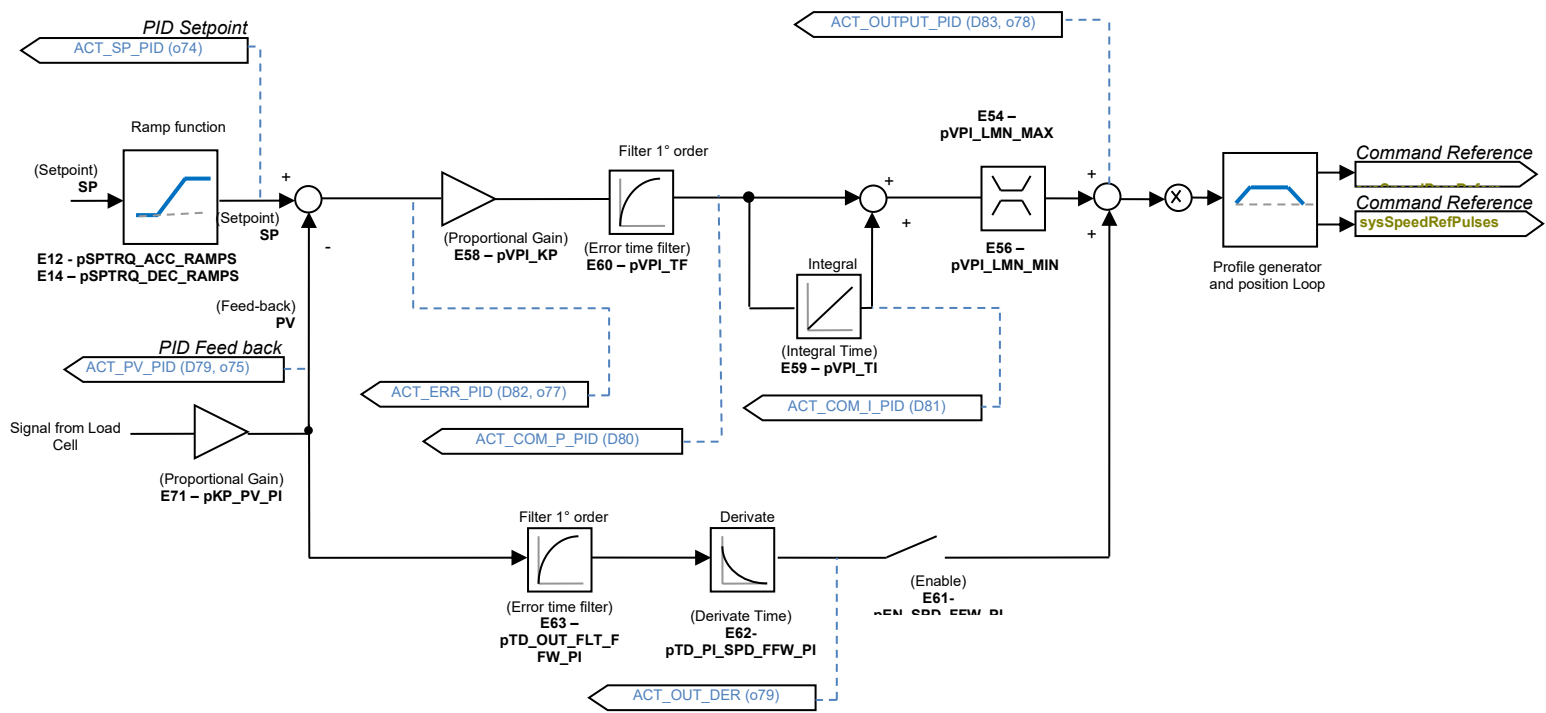 PID Setpoint
ACT_SP_PID (o74)
Ramp function
(Setpoint)
SP
+
(Setpoint)
SP
-
E12 - pSPTRQ_ACC_RAMPS
E14 – pSPTRQ_DEC_RAMPS
(Feed-back)
PV
PID Feed back
ACT_PV_PID (D79, o75)
Signal from Load
Cell
(Proportional Gain)
E71 – pKP_PV_PI
(Proportional Gain)
E58 – pVPI_KP
Filter 1° order
(Error time filter)
E60 – pVPI_TF
ACT_ERR_PID (D82, o77)
ACT_COM_P_PID (D80)
+
+
Integral
(Integral Time)
E59 – pVPI_TI
ACT_COM_I_PID (D81)
ACT_OUTPUT_PID (D83, o78)
E54 –
pVPI_LMN_MAX
E56 –
pVPI_LMN_MIN
+
+
X
Profile generator
and position Loop
Command Reference
Command Reference
sysSpeedRefPulses
Filter 1° order
(Error time filter)
E63 –
pTD_OUT_FLT_F
FW_PI
Derivate
(Derivate Time)
E62-
pTD_PI_SPD_FFW_PI
(Enable)
E61-
pEN_SPD_FFW_PI
ACT_OUT_DER (o79)